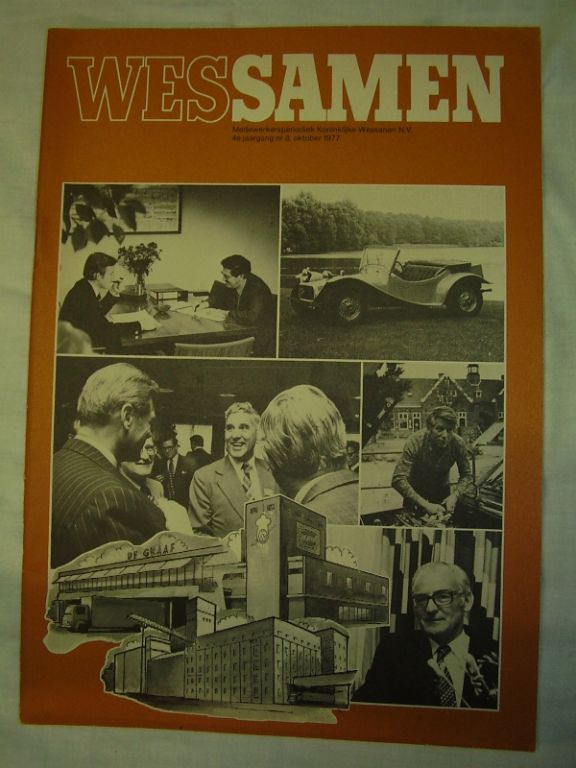 WESSAMEN
Medewerkersperiodiek Koninklijke Wessanen N.V.
4e jaargang nr 8, oktober 1977
DE GRAAF